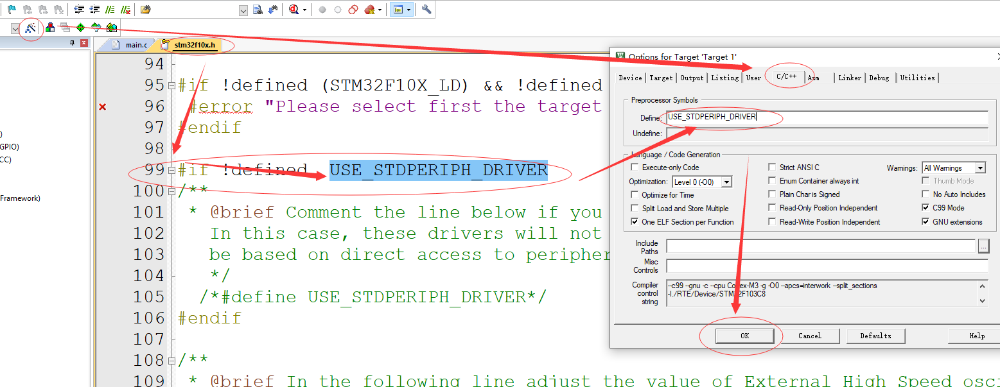 main.c
stm32f10x.h
94
95 #if !defined (STM32F10X_LD) && !defined
96 #error "Please select first the target
97 #endif
98
99 #if !defined USE_STDPERIPH_DRIVER
100 /**
101 * @brief Comment the line below if you
102 In this case, these drivers will not
103 be based on direct access to peripher
104 */
105 /*#define USE_STDPERIPH_DRIVER*/
106 #endif
107
108 /**
109 * @brief In the following line adjust the value of External High Speed osci
)
GPIO)
CC)
Framework)
Options for Target 'Target 1'
Device Target Output Listing User C/C++ Asm Linker Debug Utilities
Preprocessor Symbols
Define: USE_STDPERIPH_DRIVER
Undefine:
Language / Code Generation
Execute-only Code
Optimization: Level 0 (-O0)
Optimize for Time
Split Load and Store Multiple
One ELF Section per Function
Strict ANSI C
Enum Container always int
Plain Char is Signed
Read-Only Position Independent
Read-Write Position Independent
Warnings: All Warnings
Thumb Mode
No Auto Includes
C99 Mode
GNU extensions
Include
Paths
...
Misc
Controls
Compiler
control
string
--c99 --gnu -c --cpu Cortex-M3 -g -O0 --apcs=interwork --split_sections
-I./RTE/Device/STM32F103C8
OK Cancel Defaults Help